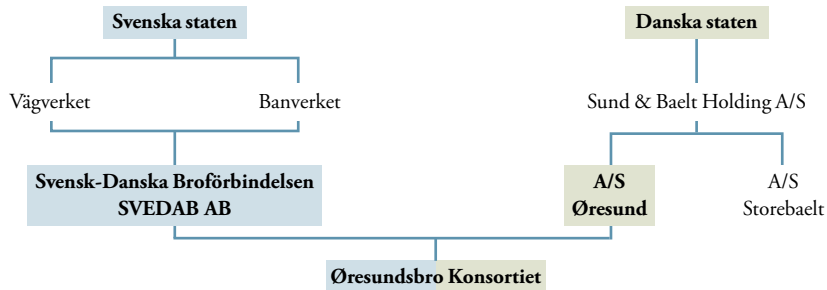 Svenska staten
Danska staten
Vägverket
Banverket
Sund & Baelt Holding A/S
Svensk-Danska Broförbindelsen
SVEDAB AB
A/S
Øresund
A/S
Storebaelt
Øresundsbro Konsortiet